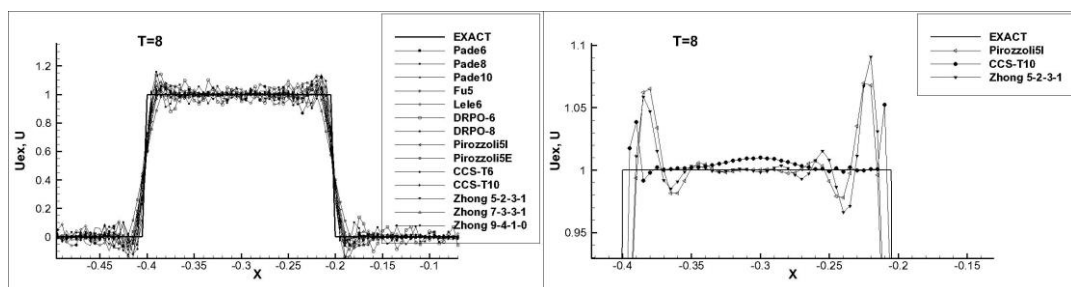 T=8
EXACT
Pade6
Pade8
Pade10
Fu5
Lele6
DRPO-6
DRPO-8
Pirozzoli5I
Pirozzoli5E
CCS-T6
CCS-T10
Zhong 5-2-3-1
Zhong 7-3-3-1
Zhong 9-4-1-0
Uex, U
1.2
1
0.8
0.6
0.4
0.2
0
-0.45
-0.4
-0.35
-0.3
-0.25
-0.2
-0.15
-0.1
X
T=8
EXACT
Pirozzoli5I
CCS-T10
Zhong 5-2-3-1
Uex, U
1.1
1.05
1
0.95
-0.4
-0.35
-0.3
-0.25
-0.2
-0.15
X